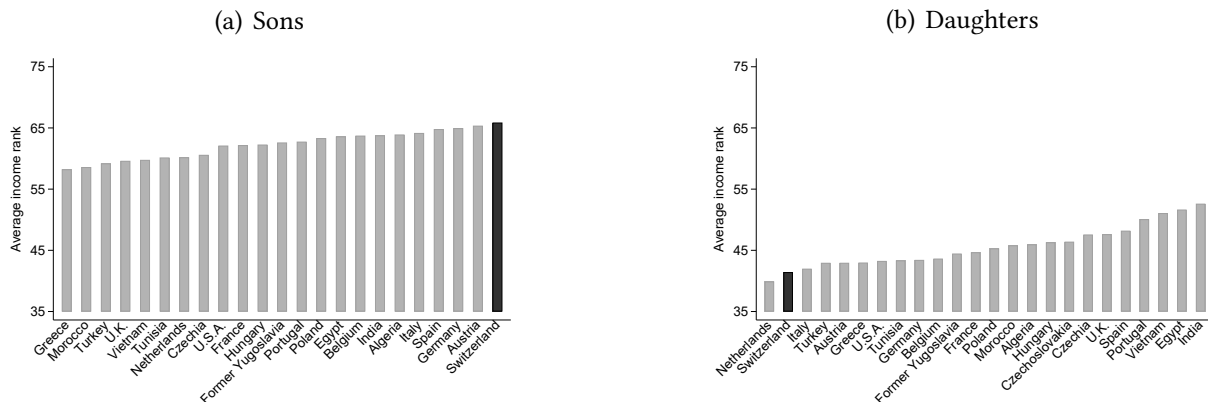 (a) Sons
75
65
55
45
35
Average income rank
Greece
Morocco
Turkey
U.K.
Vietnam
Tunisia
Netherlands
Czechia
U.S.A.
France
Hungary
Former Yugoslavia
Portugal
Poland
Egypt
Belgium
India
Algeria
Italy
Spain
Germany
Austria
Switzerland
(b) Daughters
75
65
55
45
35
Average income rank
Netherlands
Switzerland
Italy
Turkey
Austria
Greece
U.S.A.
Tunisia
Germany
Belgium
Former Yugoslavia
France
Poland
Morocco
Algeria
Hungary
Czechoslovakia
Czechia
U.K.
Spain
Portugal
Vietnam
Egypt
India